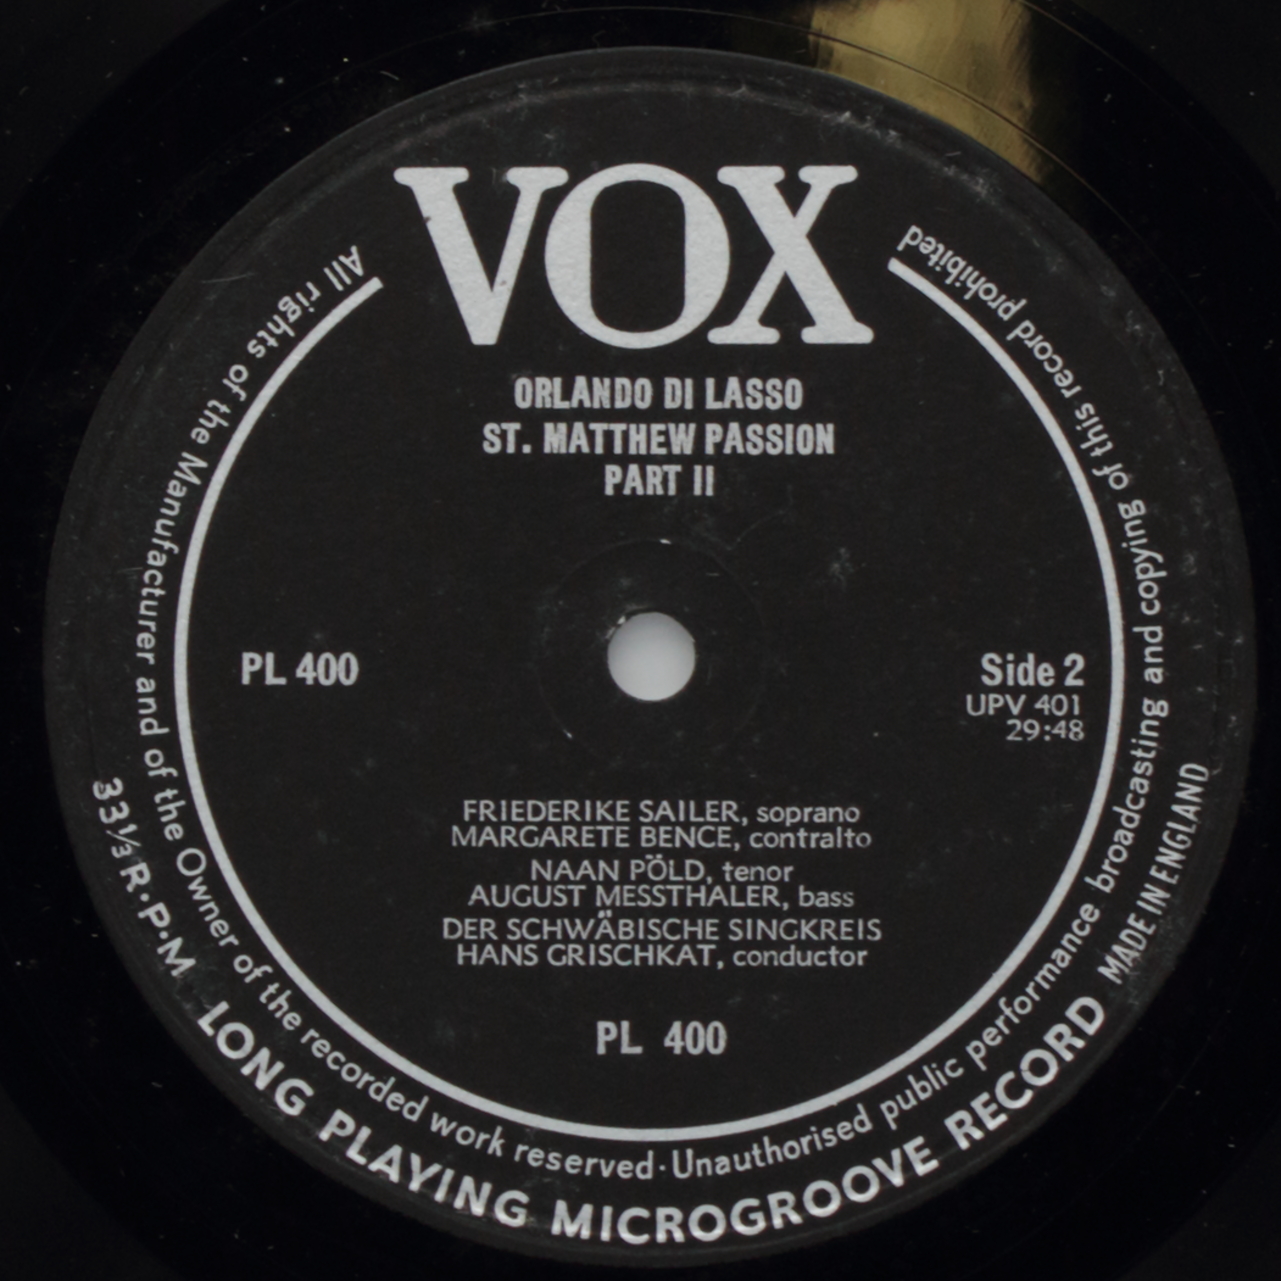 VOX
ORLANDO DI LASSO
ST. MATTHEW PASSION
PART II
PL 400
Side 2
UPV 401
29:48
FRIEDERIKE SAILER, soprano
MARGARETE BENCE, contralto
NAAN PÖLD, tenor
AUGUST MESSTHALER, bass
DER SCHWÄBISCHE SINGKREIS
HANS GRISCHKAT, conductor
PL 400
All rights of the Manufacturer and of the Owner of the recorded work reserved · Unauthorised public performance broadcasting and copying of this record prohibited
33⅓ R·P·M LONG PLAYING MICROGROOVE RECORD MADE IN ENGLAND